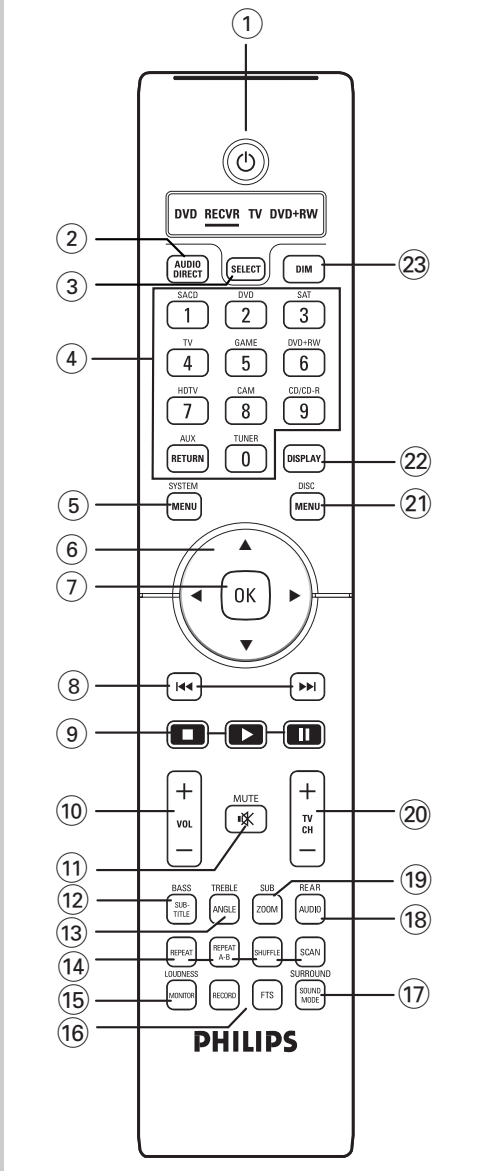 1
DVD RECVR TV DVD+RW
2
AUDIO DIRECT
SELECT
DIM
23
3
SACD DVD SAT
1 2 3
4
TV GAME DVD+RW
4 5 6
HDTV CAM CD/CD-R
7 8 9
AUX TUNER
RETURN 0 DISPLAY
22
SYSTEM DISC
5
MENU MENU
21
6
7
OK
8
9
10
VOL
MUTE
TV
CH
20
11
BASS TREBLE SUB REAR
19
12
SUB-TITLE ANGLE ZOOM AUDIO
18
13
14
REPEAT REPEAT A-B SHUFFLE SCAN
LOUDNESS SURROUND
15
MONITOR RECORD FTS SOUND MODE
17
16
PHILIPS